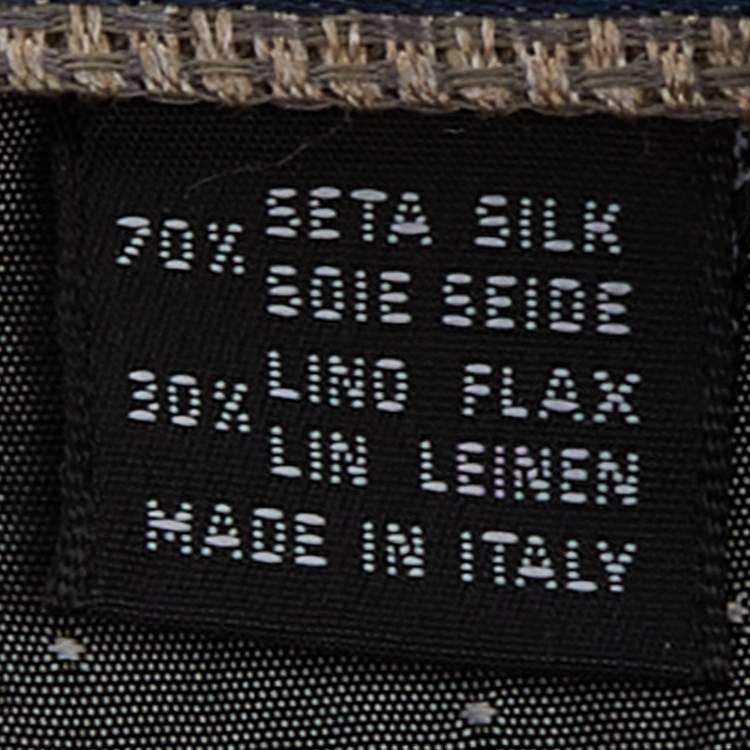 70% SETA SILK
SOIE SEIDE
30% LINO FLAX
LIN LEINEN
MADE IN ITALY